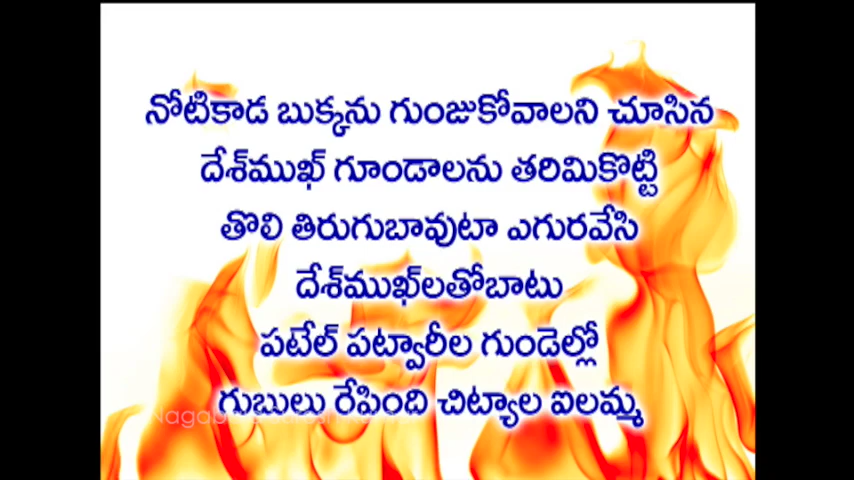 నోటికాడ బుక్కను గుంజుకోవాలని చూసిన
దేశ్‌ముఖ్ గూండాలను తరిమికొట్టి
తొలి తిరుగుబావుటా ఎగురవేసి
దేశ్‌ముఖ్‌లతోబాటు
పటేల్ పట్వారీల గుండెల్లో
గుబులు రేపింది చిట్యాల ఐలమ్మ